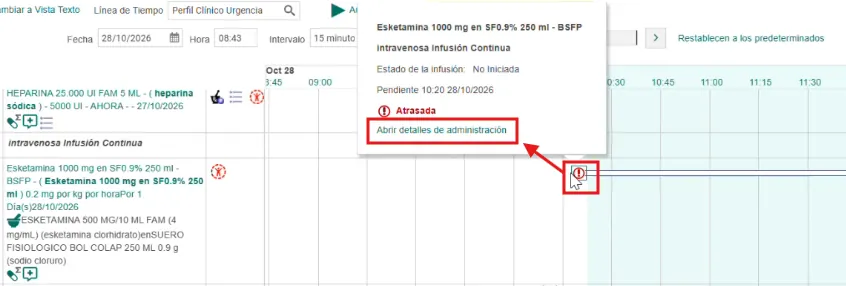 ambiar a Vista Texto
Línea de Tiempo
Perfil Clínico Urgencia
Fecha
28/10/2026
Hora
08:43
Intervalo
15 minuto
Restablecen a los predeterminados
Oct 28
8:45
09:00
10:30
10:45
11:00
11:15
11:30
HEPARINA 25.000 UI FAM 5 ML - ( heparina
sódica ) - 5000 UI - AHORA - - 27/10/2026
intravenosa Infusión Continua
Esketamina 1000 mg en SF0.9% 250 ml -
BSFP - ( Esketamina 1000 mg en SF0.9% 250
ml ) 0.2 mg por kg por horaPor 1
Día(s)28/10/2026
ESKETAMINA 500 MG/10 ML FAM (4
mg/mL) (esketamina clorhidrato)enSUERO
FISIOLOGICO BOL COLAP 250 ML 0.9 g
(sodio cloruro)
Esketamina 1000 mg en SF0.9% 250 ml - BSFP
intravenosa Infusión Continua
Estado de la infusión: No Iniciada
Pendiente 10:20 28/10/2026
Atrasada
Abrir detalles de administración